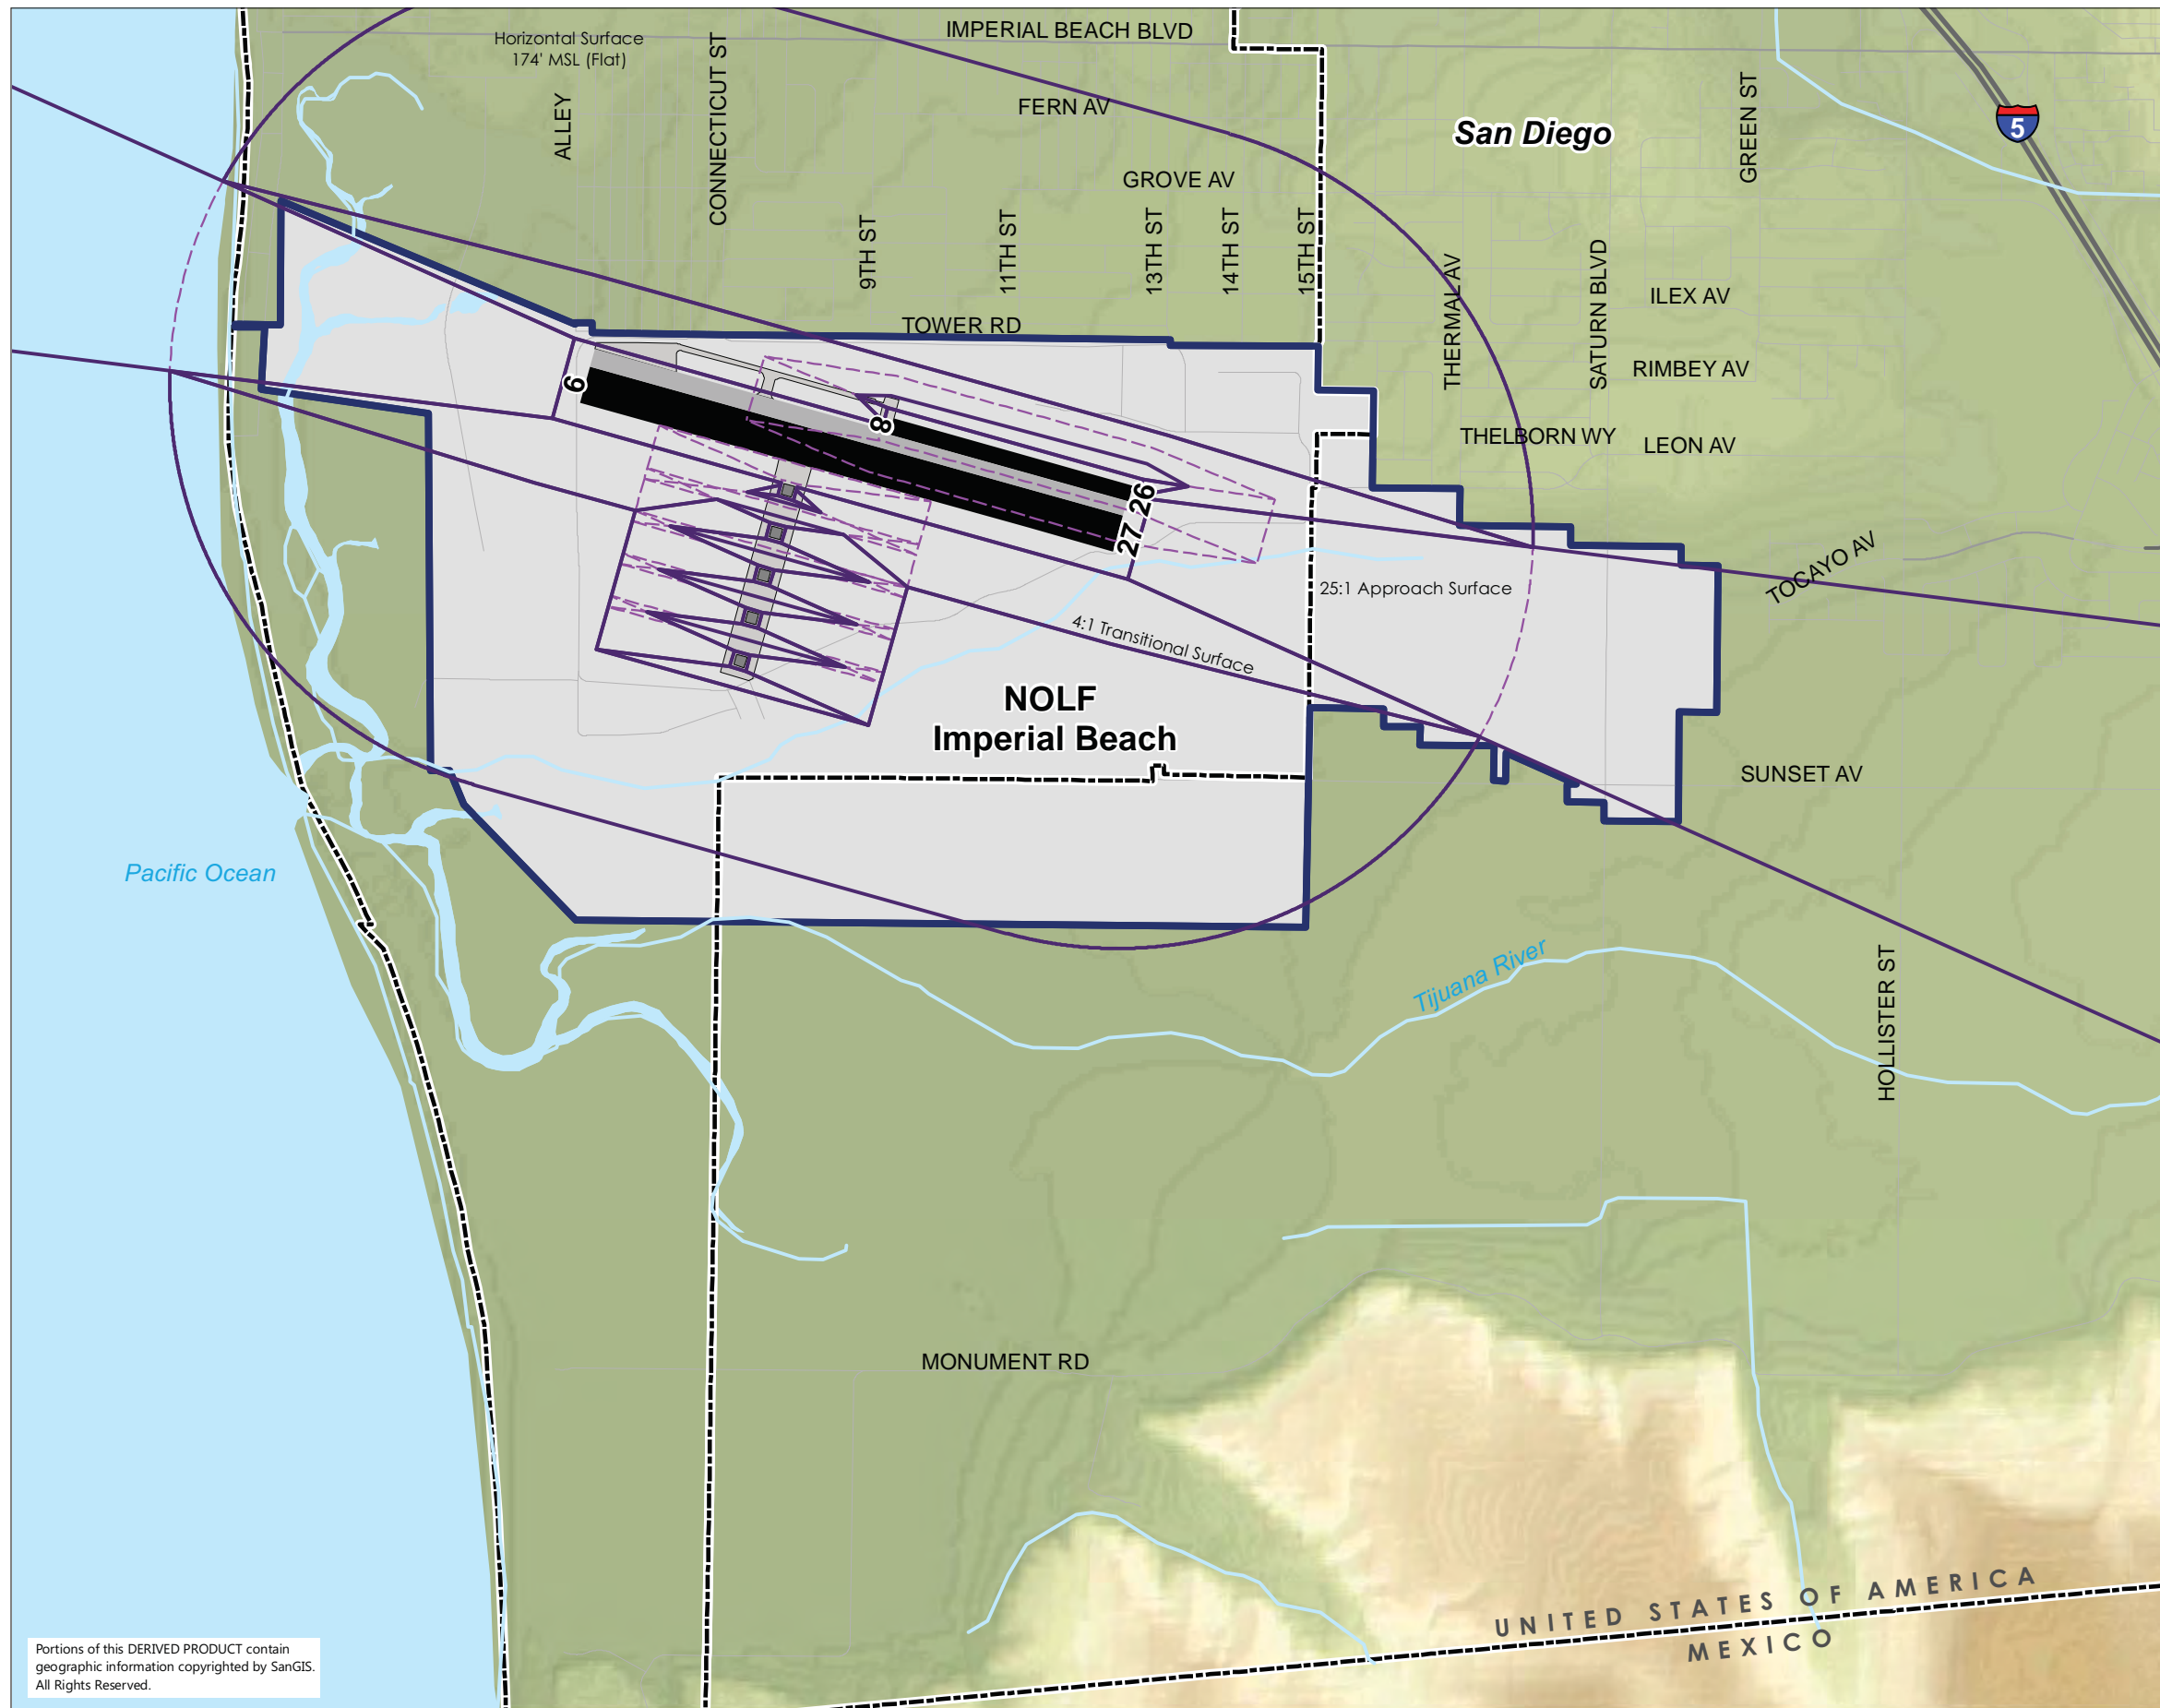 IMPERIAL BEACH BLVD
Horizontal Surface
174' MSL (Flat)
CONNECTICUT ST
ALLEY
FERN AV
San Diego
GREEN ST
5
GROVE AV
9TH ST
11TH ST
13TH ST
14TH ST
15TH ST
THERMAL AV
SATURN BLVD
ILEX AV
TOWER RD
RIMBEY AV
9
8
THELBORN WY
LEON AV
26
27
TOCAYO AV
25:1 Approach Surface
4:1 Transitional Surface
NOLF
Imperial Beach
SUNSET AV
Pacific Ocean
Tijuana River
HOLLISTER ST
MONUMENT RD
UNITED STATES OF AMERICA
MEXICO
Portions of this DERIVED PRODUCT contain
geographic information copyrighted by SanGIS.
All Rights Reserved.